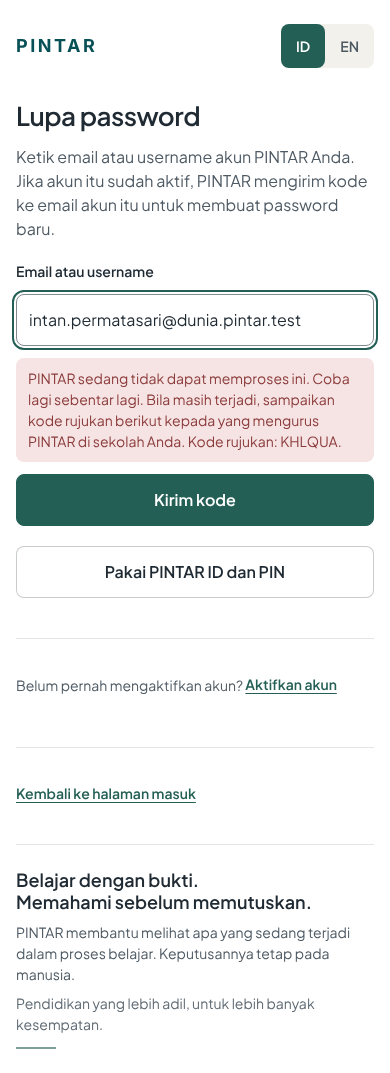 PINTAR
ID
EN
Lupa password
Ketik email atau username akun PINTAR Anda.
Jika akun itu sudah aktif, PINTAR mengirim kode
ke email akun itu untuk membuat password
baru.
Email atau username
intan.permatasari@dunia.pintar.test
PINTAR sedang tidak dapat memproses ini. Coba
lagi sebentar lagi. Bila masih terjadi, sampaikan
kode rujukan berikut kepada yang mengurus
PINTAR di sekolah Anda. Kode rujukan: KHLQUA.
Kirim kode
Pakai PINTAR ID dan PIN
Belum pernah mengaktifkan akun? Aktifkan akun
Kembali ke halaman masuk
Belajar dengan bukti.
Memahami sebelum memutuskan.
PINTAR membantu melihat apa yang sedang terjadi
dalam proses belajar. Keputusannya tetap pada
manusia.
Pendidikan yang lebih adil, untuk lebih banyak
kesempatan.